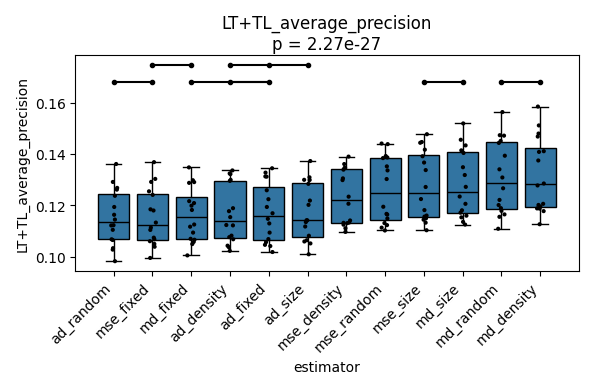 LT+TL_average_precision
p = 2.27e-27
LT+TL_average_precision
0.16
0.14
0.12
0.10
ad_random
mse_fixed
md_fixed
ad_density
ad_fixed
ad_size
mse_density
mse_random
mse_size
md_size
md_random
md_density
estimator